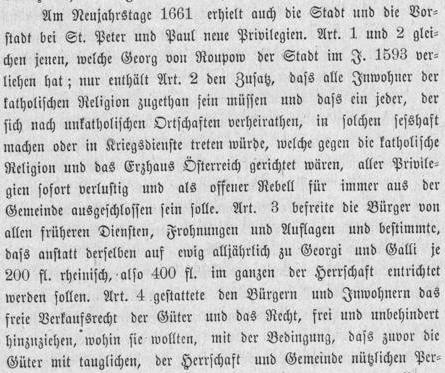 Am Neujahrstage 1661 erhielt auch die Stadt und die Vor-
stadt bei St. Peter und Paul neue Privilegien. Art. 1 und 2 glei-
chen jenen, welche Georg von Roupow der Stadt im J. 1593 ver-
liehen hat; nur enthält Art. 2 den Zusatz, dass alle Inwohner der
katholischen Religion zugethan sein müssen und dass ein jeder, der
sich nach unkatholischen Ortschaften verheirathen, in solchen sesshaft
machen oder in Kriegsdienste treten würde, welche gegen die katholische
Religion und das Erzhaus Österreich gerichtet wären, aller Privile-
gien sofort verlustig und als offener Rebell für immer aus der
Gemeinde ausgeschlossen sein solle. Art. 3 befreite die Bürger von
allen früheren Diensten, Frohnungen und Auflagen und bestimmte,
dass anstatt derselben auf ewig alljährlich zu Georgi und Galli je
200 fl. rheinisch, also 400 fl. im ganzen der Herrschaft entrichtet
werden sollen. Art. 4 gestattete den Bürgern und Inwohnern das
freie Verkaufsrecht der Güter und das Recht, frei und unbehindert
hinzuziehen, wohin sie wollten, mit der Bedingung, dass zuvor die
Güter mit tauglichen, der Herrschaft und Gemeinde nützlichen Per-